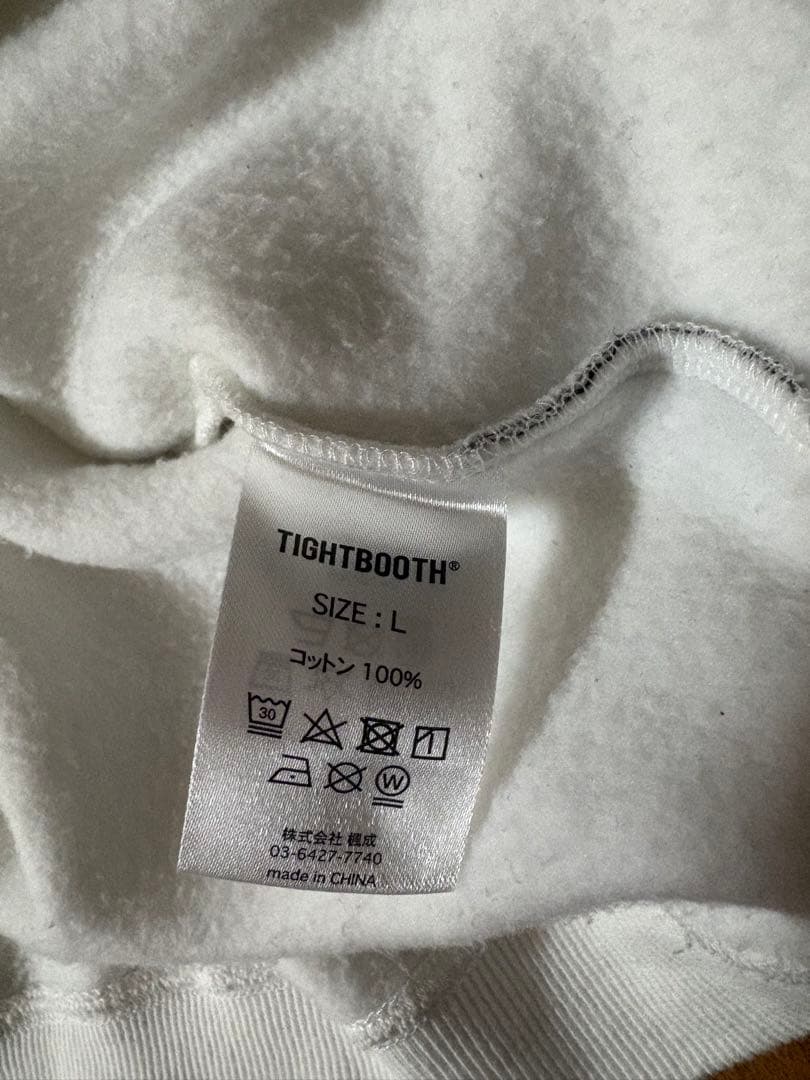 TIGHTBOOTH®
SIZE : L
コットン 100%
30
W
株式会社 楓成
03-6427-7740
made in CHINA